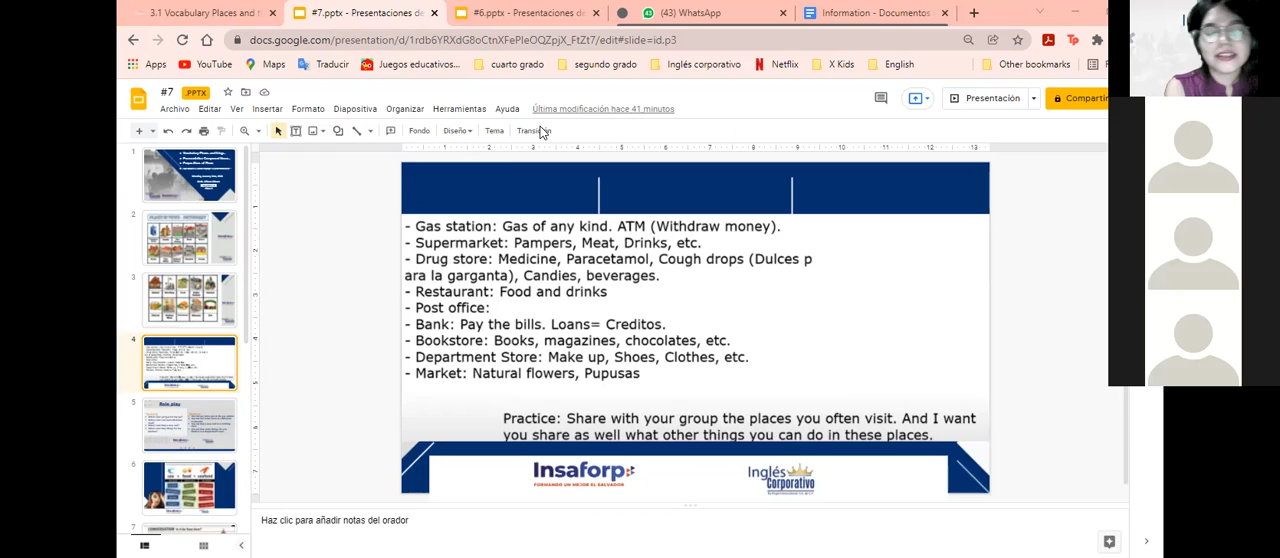 3.1 Vocabulary Places and t
#7.pptx - Presentaciones de
#6.pptx - Presentaciones de
(43) WhatsApp
Information - Documentos
docs.google.com/presentation/d/1rdb6YRXdG8oCtnXFePIeOQZpjX_FtZt7/edit#slide=id.p3
Apps
YouTube
Maps
Traducir
Juegos educativos...
cuarto grado
segundo grado
Inglés corporativo
Netflix
X Kids
English
Other bookmarks
#7 .PPTX
Archivo Editar Ver Insertar Formato Diapositiva Organizar Herramientas Ayuda Última modificación hace 41 minutos
Presentación
Compartir
Fondo Diseño Tema Transición
- Gas station: Gas of any kind. ATM (Withdraw money).
- Supermarket: Pampers, Meat, Drinks, etc.
- Drug store: Medicine, Paracetamol, Cough drops (Dulces p
ara la garganta), Candies, beverages.
- Restaurant: Food and drinks
- Post office:
- Bank: Pay the bills. Loans= Creditos.
- Bookstore: Books, magazines, chocolates, etc.
- Department Store: Make up, Shoes, Clothes, etc.
- Market: Natural flowers, Pupusas
Practice: Share with your group the places you often visit. And I want
you share as well what other things you can do in these places.
Insaforp
FORMANDO UN MEJOR EL SALVADOR
Inglés
Corporativo
Role play
Haz clic para añadir notas del orador